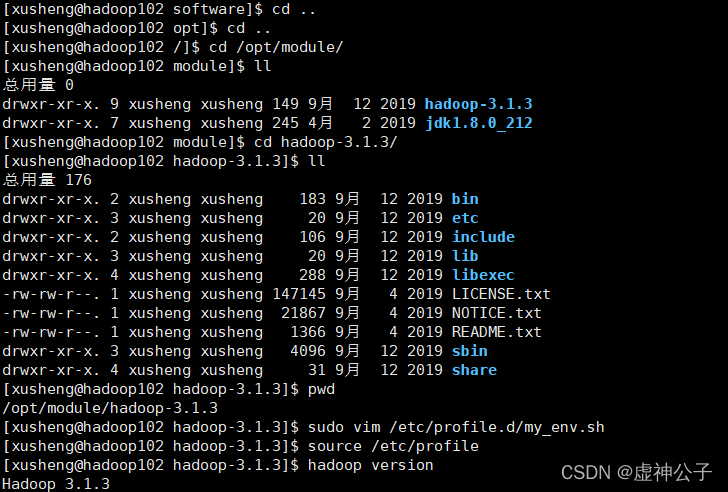 [xusheng@hadoop102 software]$ cd ..
[xusheng@hadoop102 opt]$ cd ..
[xusheng@hadoop102 /]$ cd /opt/module/
[xusheng@hadoop102 module]$ ll
总用量 0
drwxr-xr-x. 9 xusheng xusheng 149 9月  12 2019 hadoop-3.1.3
drwxr-xr-x. 7 xusheng xusheng 245 4月   2 2019 jdk1.8.0_212
[xusheng@hadoop102 module]$ cd hadoop-3.1.3/
[xusheng@hadoop102 hadoop-3.1.3]$ ll
总用量 176
drwxr-xr-x. 2 xusheng xusheng    183 9月  12 2019 bin
drwxr-xr-x. 3 xusheng xusheng     20 9月  12 2019 etc
drwxr-xr-x. 2 xusheng xusheng    106 9月  12 2019 include
drwxr-xr-x. 3 xusheng xusheng     20 9月  12 2019 lib
drwxr-xr-x. 4 xusheng xusheng    288 9月  12 2019 libexec
-rw-rw-r--. 1 xusheng xusheng 147145 9月   4 2019 LICENSE.txt
-rw-rw-r--. 1 xusheng xusheng  21867 9月   4 2019 NOTICE.txt
-rw-rw-r--. 1 xusheng xusheng   1366 9月   4 2019 README.txt
drwxr-xr-x. 3 xusheng xusheng   4096 9月  12 2019 sbin
drwxr-xr-x. 4 xusheng xusheng     31 9月  12 2019 share
[xusheng@hadoop102 hadoop-3.1.3]$ pwd
/opt/module/hadoop-3.1.3
[xusheng@hadoop102 hadoop-3.1.3]$ sudo vim /etc/profile.d/my_env.sh
[xusheng@hadoop102 hadoop-3.1.3]$ source /etc/profile
[xusheng@hadoop102 hadoop-3.1.3]$ hadoop version
Hadoop 3.1.3
CSDN @虚神公子